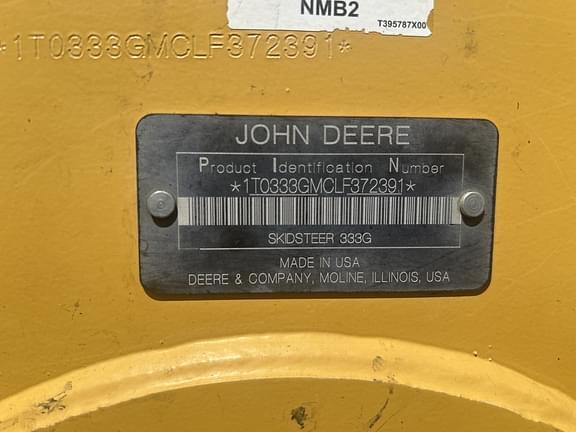 NMB2
T395787X00
*1T0333GMCLF372391*
JOHN DEERE
Product Identification Number
*1T0333GMCLF372391*
SKIDSTEER 333G
MADE IN USA
DEERE & COMPANY, MOLINE, ILLINOIS, USA